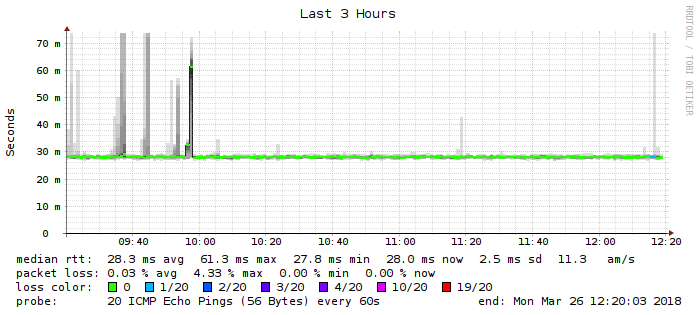 Last 3 Hours
RRDTOOL / TOBI OETIKER
Seconds
70 m
60 m
50 m
40 m
30 m
20 m
10 m
0
09:40 10:00 10:20 10:40 11:00 11:20 11:40 12:00 12:20
median rtt: 28.3 ms avg 61.3 ms max 27.8 ms min 28.0 ms now 2.5 ms sd 11.3 am/s
packet loss: 0.03 % avg 4.33 % max 0.00 % min 0.00 % now
loss color: 0 1/20 2/20 3/20 4/20 10/20 19/20
probe: 20 ICMP Echo Pings (56 Bytes) every 60s end: Mon Mar 26 12:20:03 2018